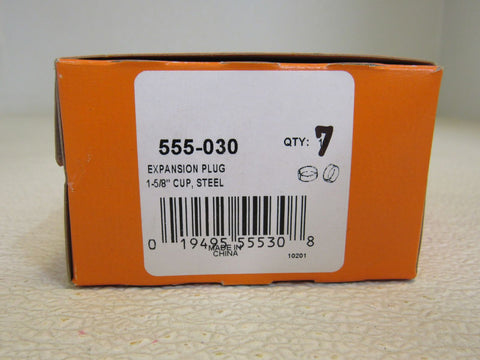 555-030
QTY: 7
EXPANSION PLUG
1-5/8" CUP, STEEL
0 19495 55530 8
MADE IN
CHINA
10201